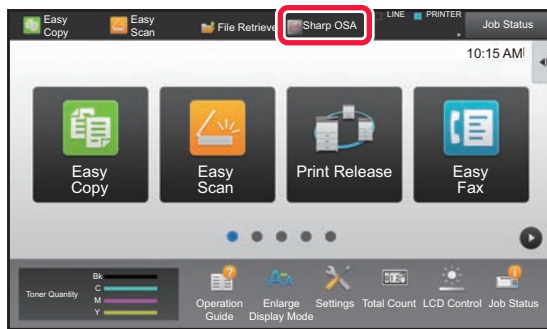 Easy
Copy
Easy
Scan
File Retrieve
Sharp OSA
LINE
PRINTER
Job Status
10:15 AM
Easy
Copy
Easy
Scan
Print Release
Easy
Fax
Toner Quantity
Bk
C
M
Y
Operation
Guide
Enlarge
Display Mode
Settings
Total Count
LCD Control
Job Status